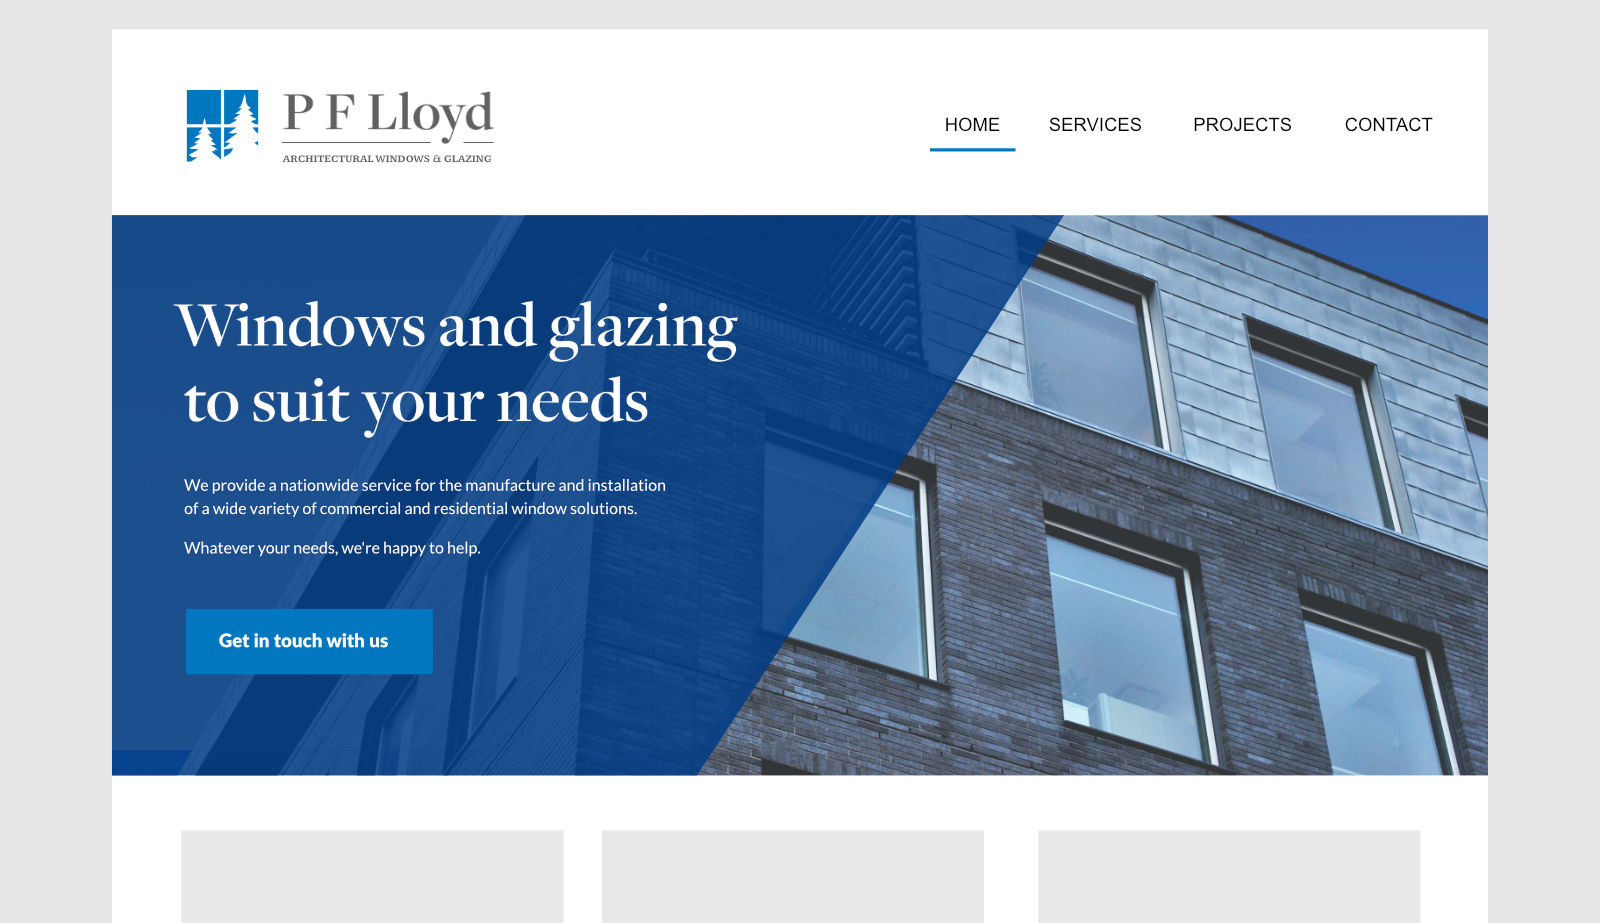 P F Lloyd
ARCHITECTURAL WINDOWS & GLAZING
HOME SERVICES PROJECTS CONTACT
Windows and glazing
to suit your needs
We provide a nationwide service for the manufacture and installation
of a wide variety of commercial and residential window solutions.
Whatever your needs, we're happy to help.
Get in touch with us